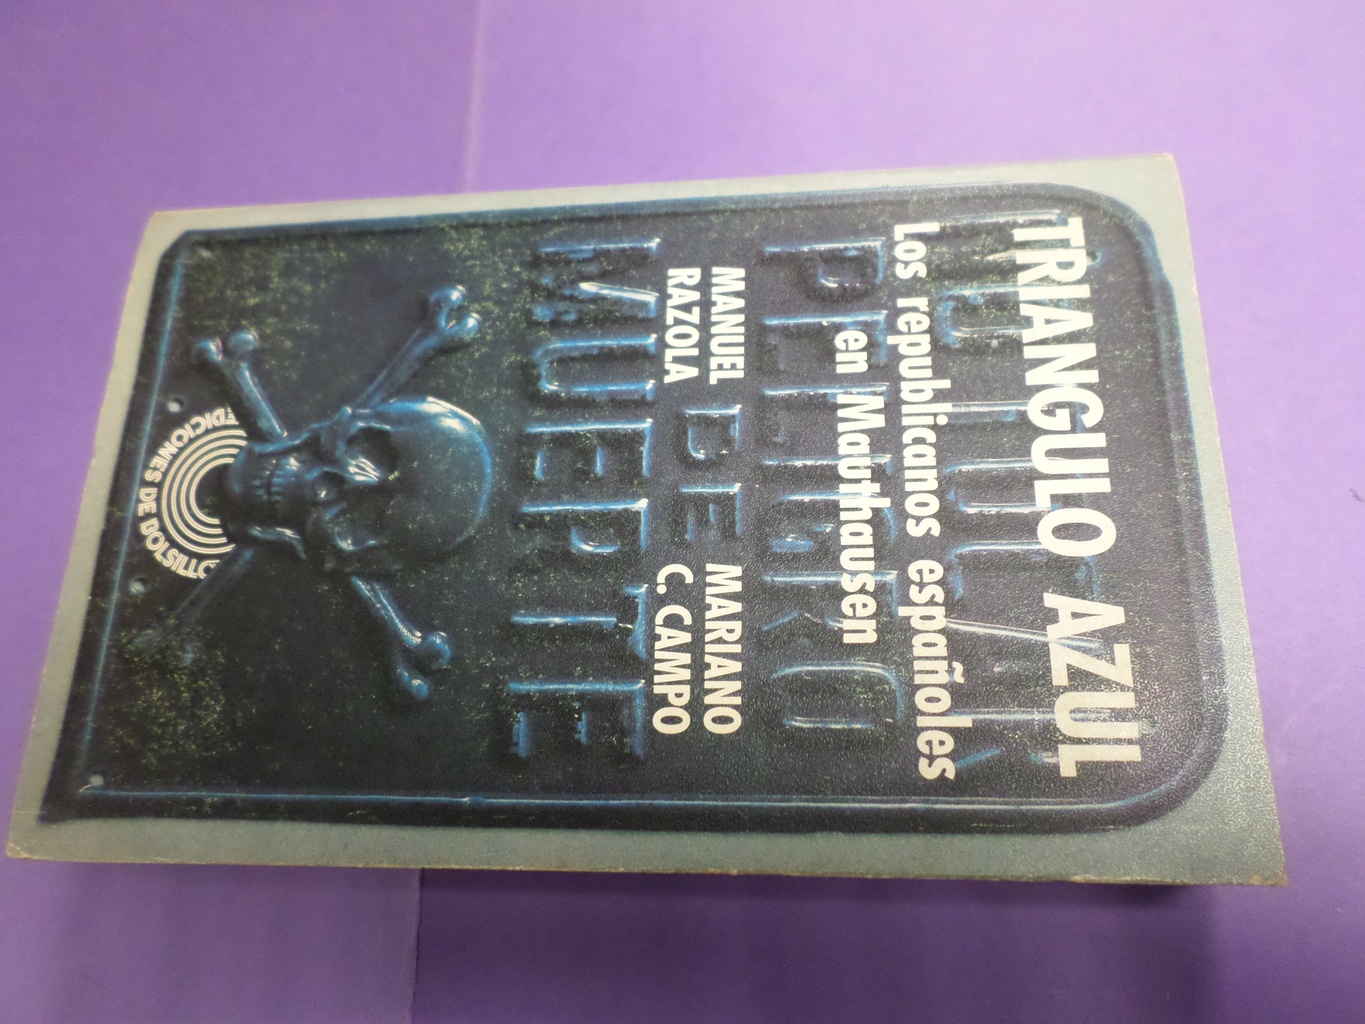 TRIANGULO AZUL
Los republicanos españoles
en Mauthausen
PELIGRO
MANUEL
RAZOLA
DE
MARIANO
C. CAMPO
MUERTE
EDICIONES DE BOLSILLO